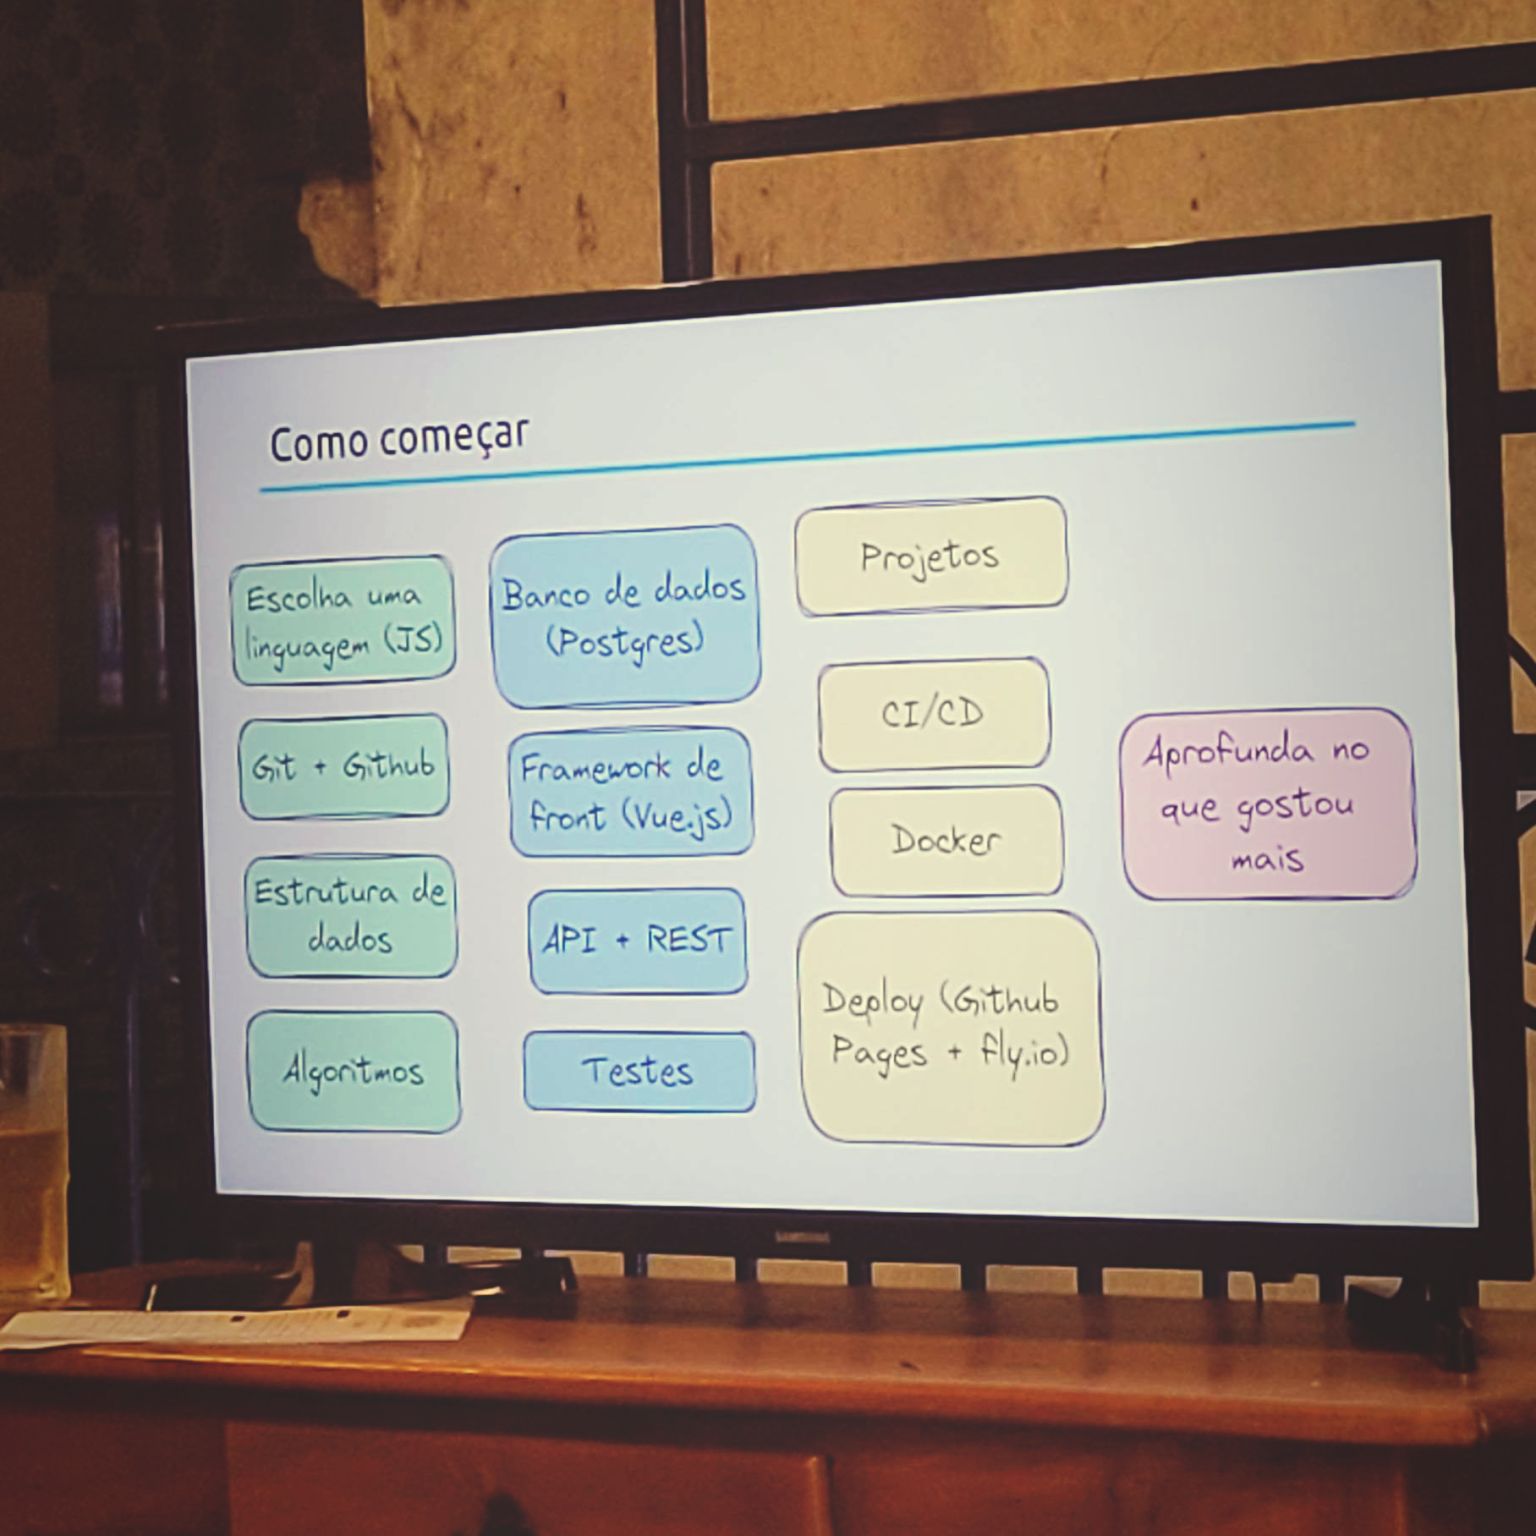 Como começar
Escolha uma
linguagem (JS)
Git + Github
Estrutura de
dados
Algoritmos
Banco de dados
(Postgres)
Framework de
front (Vue.js)
API + REST
Testes
Projetos
CI/CD
Docker
Deploy (Github
Pages + fly.io)
Aprofunda no
que gostou
mais